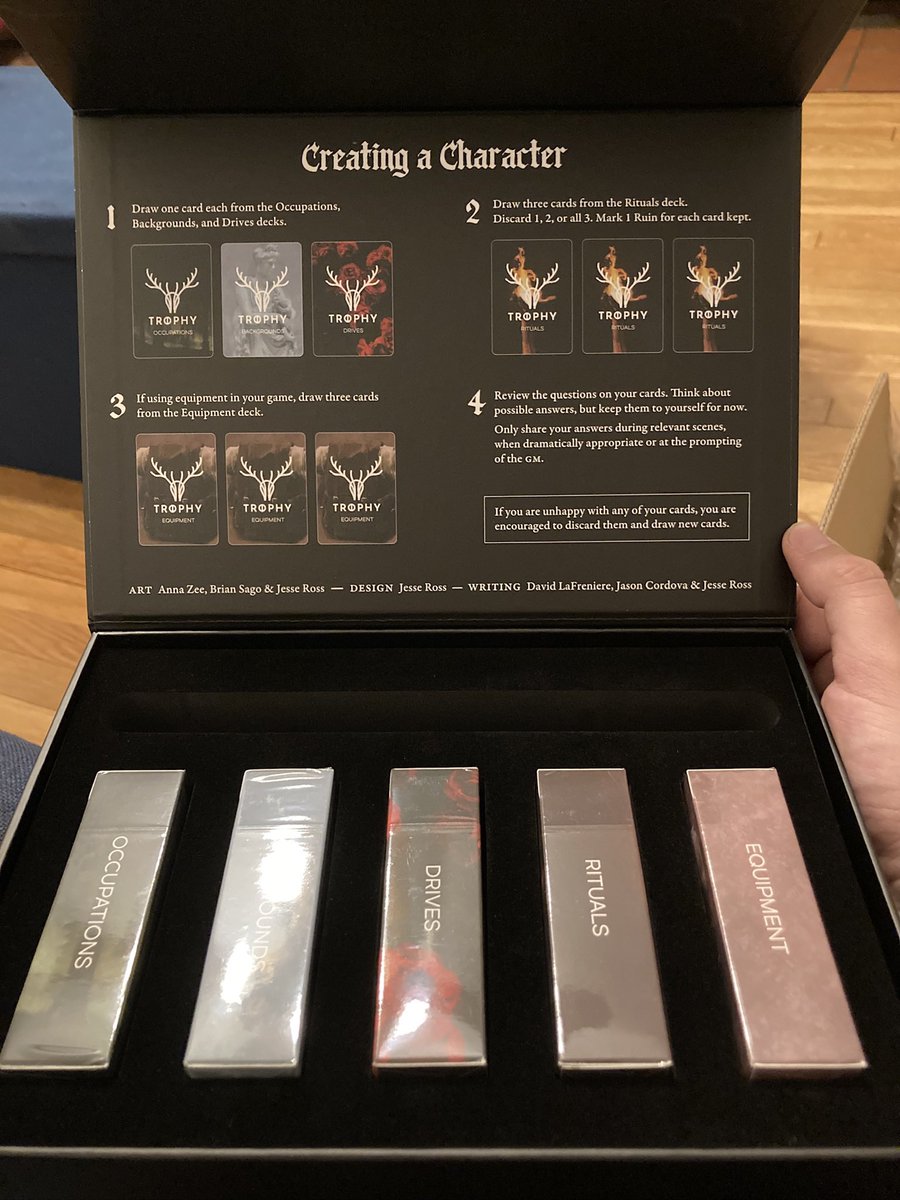 Creating a Character
1
Draw one card each from the Occupations,
Backgrounds, and Drives decks.
TROPHY
OCCUPATIONS
TROPHY
BACKGROUNDS
TROPHY
DRIVES
2
Draw three cards from the Rituals deck.
Discard 1, 2, or all 3. Mark 1 Ruin for each card kept.
TROPHY
RITUALS
TROPHY
RITUALS
TROPHY
RITUALS
3
If using equipment in your game, draw three cards
from the Equipment deck.
TROPHY
EQUIPMENT
TROPHY
EQUIPMENT
TROPHY
EQUIPMENT
4
Review the questions on your cards. Think about
possible answers, but keep them to yourself for now.
Only share your answers during relevant scenes,
when dramatically appropriate or at the prompting
of the GM.
If you are unhappy with any of your cards, you are
encouraged to discard them and draw new cards.
ART Anna Zee, Brian Sago & Jesse Ross — DESIGN Jesse Ross — WRITING David LaFreniere, Jason Cordova & Jesse Ross
OCCUPATIONS
DRIVES
RITUALS
EQUIPMENT